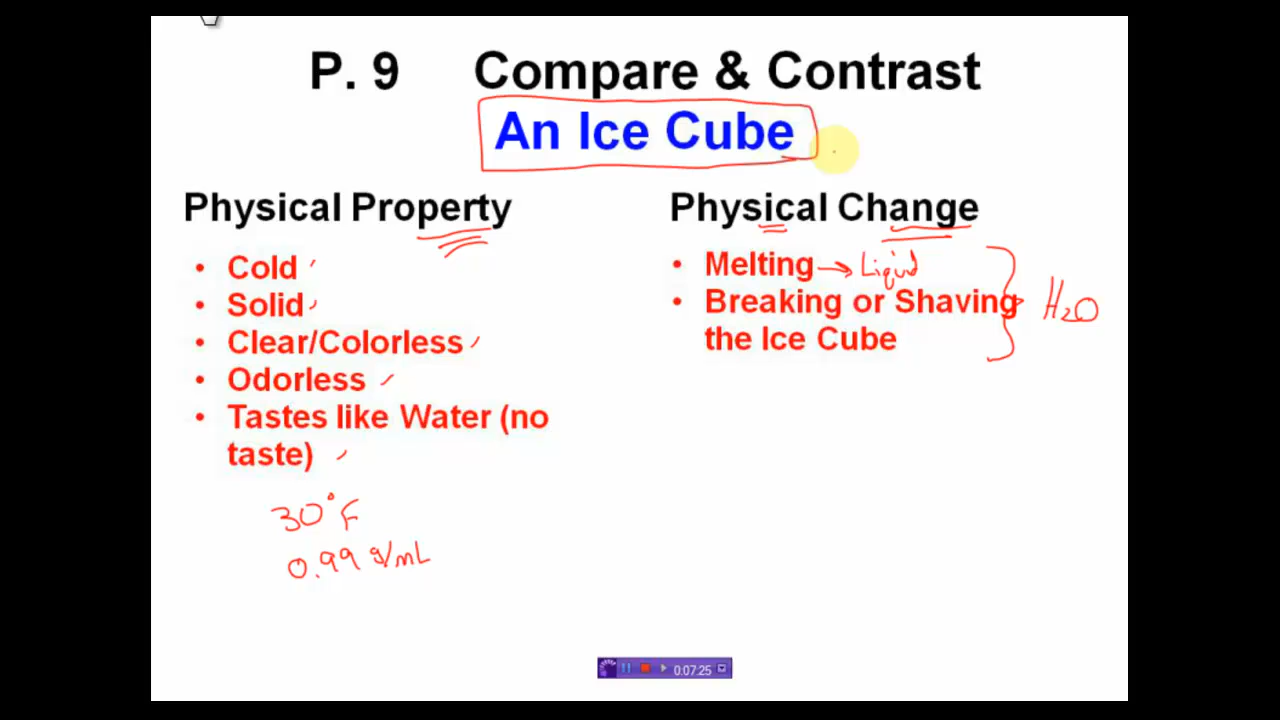 P. 9 Compare & Contrast
An Ice Cube
Physical Property
• Cold
• Solid
• Clear/Colorless
• Odorless
• Tastes like Water (no
taste)
30°F
0.99 g/mL
Physical Change
• Melting → Liquid
• Breaking or Shaving
the Ice Cube
H₂O
0:07:25